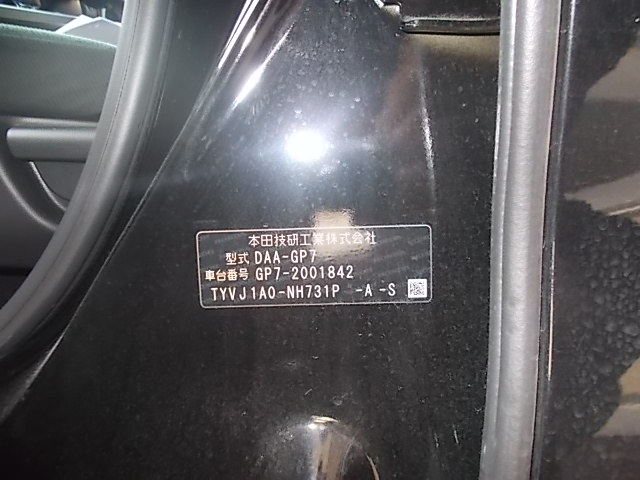 本田技研工業株式会社
型式 DAA-GP7
車台番号 GP7-2001842
TYVJ1A0-NH731P -A -S